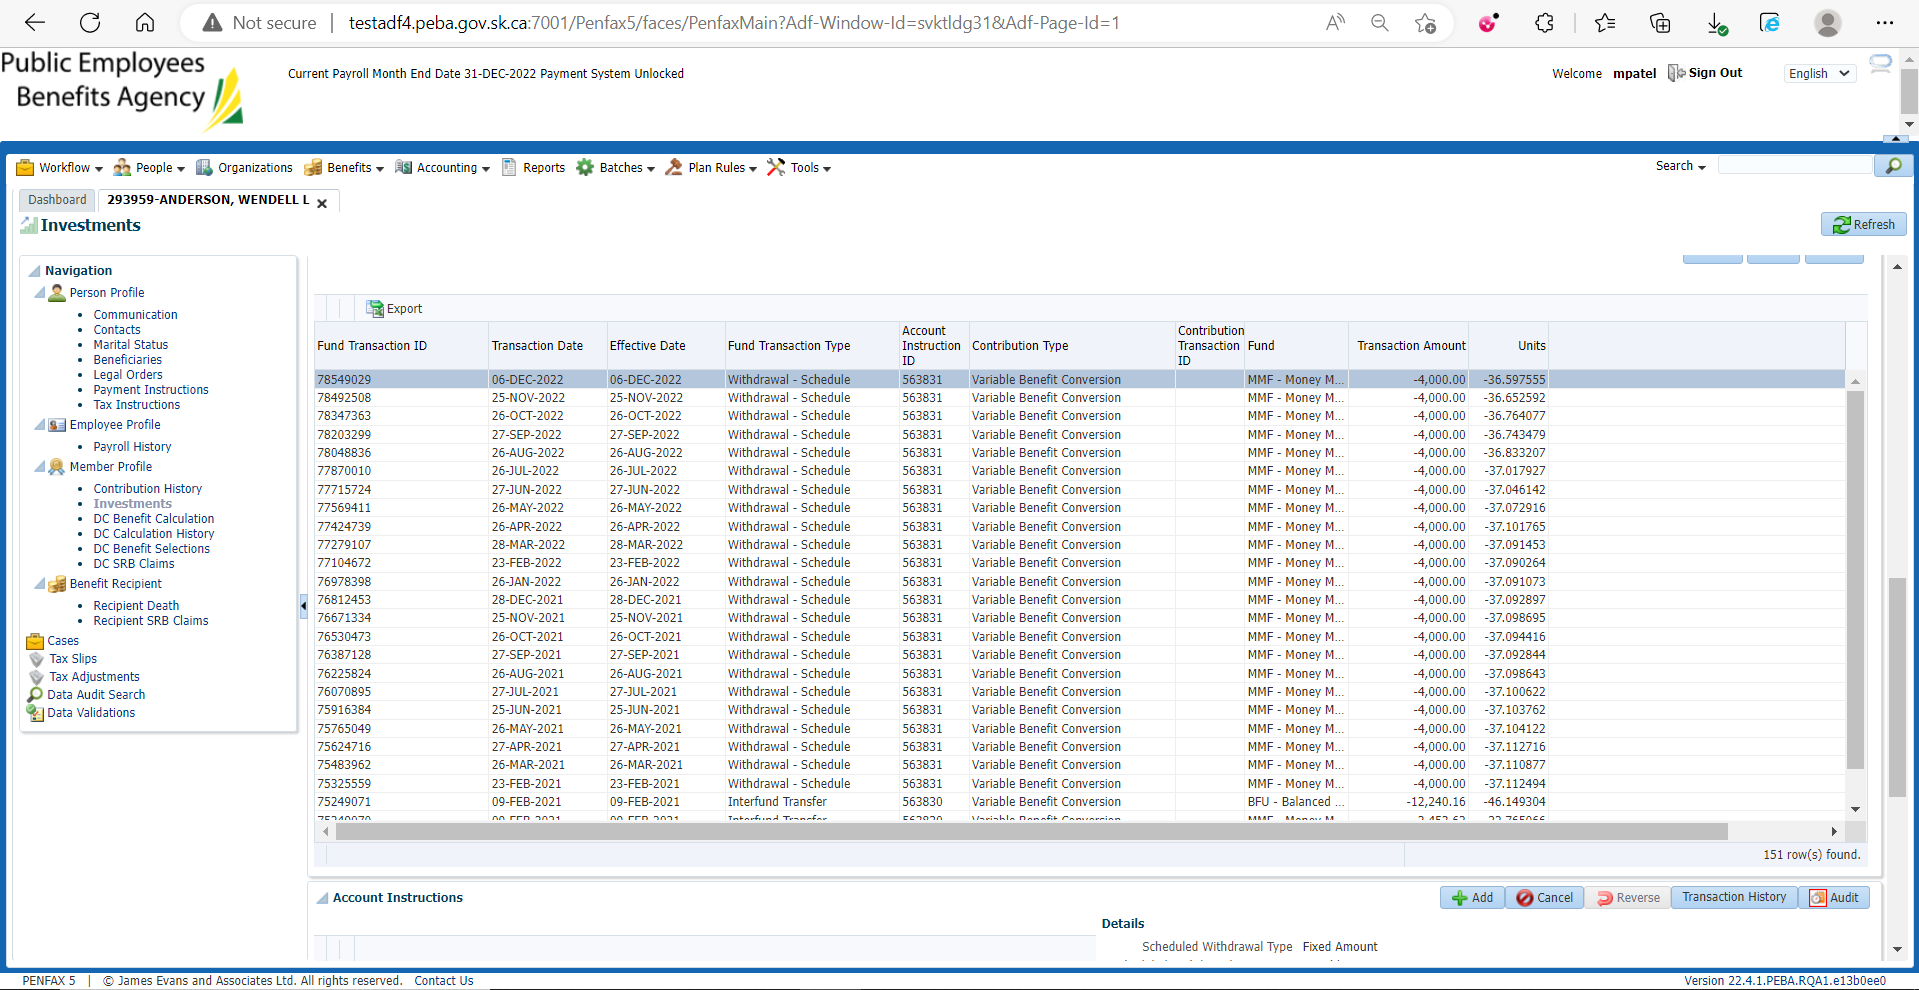 Not secure | testadf4.peba.gov.sk.ca:7001/Penfax5/faces/PenfaxMain?Adf-Window-Id=svktldg31&Adf-Page-Id=1
Public Employees
Benefits Agency
Current Payroll Month End Date 31-DEC-2022 Payment System Unlocked
Welcome mpatel Sign Out English
Workflow People Organizations Benefits Accounting Reports Batches Plan Rules Tools Search
Dashboard 293959-ANDERSON, WENDELL L
Investments
Refresh
Navigation
Person Profile
Communication
Contacts
Marital Status
Beneficiaries
Legal Orders
Payment Instructions
Tax Instructions
Employee Profile
Payroll History
Member Profile
Contribution History
Investments
DC Benefit Calculation
DC Calculation History
DC Benefit Selections
DC SRB Claims
Benefit Recipient
Recipient Death
Recipient SRB Claims
Cases
Tax Slips
Tax Adjustments
Data Audit Search
Data Validations
Export
Fund Transaction ID Transaction Date Effective Date Fund Transaction Type Account Instruction ID Contribution Type Contribution Transaction ID Fund Transaction Amount Units
78549029 06-DEC-2022 06-DEC-2022 Withdrawal - Schedule 563831 Variable Benefit Conversion MMF - Money M... -4,000.00 -36.597555
78492508 25-NOV-2022 25-NOV-2022 Withdrawal - Schedule 563831 Variable Benefit Conversion MMF - Money M... -4,000.00 -36.652592
78347363 26-OCT-2022 26-OCT-2022 Withdrawal - Schedule 563831 Variable Benefit Conversion MMF - Money M... -4,000.00 -36.764077
78203299 27-SEP-2022 27-SEP-2022 Withdrawal - Schedule 563831 Variable Benefit Conversion MMF - Money M... -4,000.00 -36.743479
78048836 26-AUG-2022 26-AUG-2022 Withdrawal - Schedule 563831 Variable Benefit Conversion MMF - Money M... -4,000.00 -36.833207
77870010 26-JUL-2022 26-JUL-2022 Withdrawal - Schedule 563831 Variable Benefit Conversion MMF - Money M... -4,000.00 -37.017927
77715724 27-JUN-2022 27-JUN-2022 Withdrawal - Schedule 563831 Variable Benefit Conversion MMF - Money M... -4,000.00 -37.046142
77569411 26-MAY-2022 26-MAY-2022 Withdrawal - Schedule 563831 Variable Benefit Conversion MMF - Money M... -4,000.00 -37.072916
77424739 26-APR-2022 26-APR-2022 Withdrawal - Schedule 563831 Variable Benefit Conversion MMF - Money M... -4,000.00 -37.101765
77279107 28-MAR-2022 28-MAR-2022 Withdrawal - Schedule 563831 Variable Benefit Conversion MMF - Money M... -4,000.00 -37.091453
77104672 23-FEB-2022 23-FEB-2022 Withdrawal - Schedule 563831 Variable Benefit Conversion MMF - Money M... -4,000.00 -37.090264
76978398 26-JAN-2022 26-JAN-2022 Withdrawal - Schedule 563831 Variable Benefit Conversion MMF - Money M... -4,000.00 -37.091073
76812453 28-DEC-2021 28-DEC-2021 Withdrawal - Schedule 563831 Variable Benefit Conversion MMF - Money M... -4,000.00 -37.092897
76671334 25-NOV-2021 25-NOV-2021 Withdrawal - Schedule 563831 Variable Benefit Conversion MMF - Money M... -4,000.00 -37.098695
76530473 26-OCT-2021 26-OCT-2021 Withdrawal - Schedule 563831 Variable Benefit Conversion MMF - Money M... -4,000.00 -37.094416
76387128 27-SEP-2021 27-SEP-2021 Withdrawal - Schedule 563831 Variable Benefit Conversion MMF - Money M... -4,000.00 -37.092844
76225824 26-AUG-2021 26-AUG-2021 Withdrawal - Schedule 563831 Variable Benefit Conversion MMF - Money M... -4,000.00 -37.098643
76070895 27-JUL-2021 27-JUL-2021 Withdrawal - Schedule 563831 Variable Benefit Conversion MMF - Money M... -4,000.00 -37.100622
75916384 25-JUN-2021 25-JUN-2021 Withdrawal - Schedule 563831 Variable Benefit Conversion MMF - Money M... -4,000.00 -37.103762
75765049 26-MAY-2021 26-MAY-2021 Withdrawal - Schedule 563831 Variable Benefit Conversion MMF - Money M... -4,000.00 -37.104122
75624716 27-APR-2021 27-APR-2021 Withdrawal - Schedule 563831 Variable Benefit Conversion MMF - Money M... -4,000.00 -37.112716
75483962 26-MAR-2021 26-MAR-2021 Withdrawal - Schedule 563831 Variable Benefit Conversion MMF - Money M... -4,000.00 -37.110877
75325559 23-FEB-2021 23-FEB-2021 Withdrawal - Schedule 563831 Variable Benefit Conversion MMF - Money M... -4,000.00 -37.112494
75249071 09-FEB-2021 09-FEB-2021 Interfund Transfer 563830 Variable Benefit Conversion BFU - Balanced ... -12,240.16 -46.149304
151 row(s) found.
Account Instructions
Add Cancel Reverse Transaction History Audit
Details
Scheduled Withdrawal Type Fixed Amount
PENFAX 5 | © James Evans and Associates Ltd. All rights reserved. Contact Us
Version 22.4.1.PEBA.RQA1.e13b0ee0